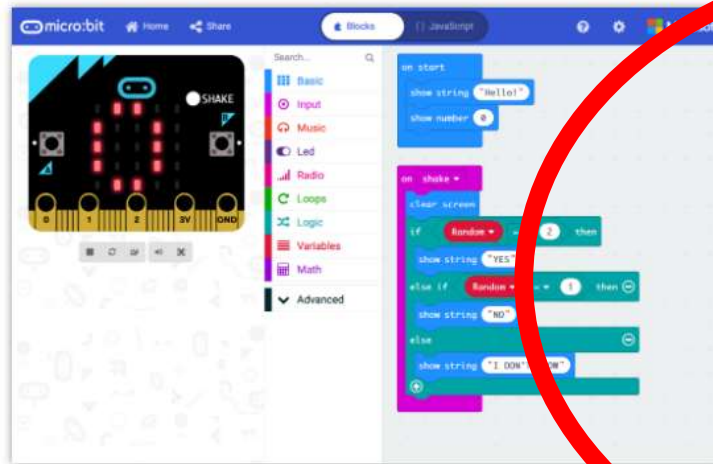 micro:bit Home Share Blocks {} JavaScript
Search...
Basic
Input
Music
Led
Radio
Loops
Logic
Variables
Math
Advanced
SHAKE
A
B
0 1 2 3V GND
on start
show string "Hello!"
show number 0
on shake
clear screen
if Random = 2 then
show string "YES"
else if Random = 1 then
show string "NO"
else
show string "I DON'T